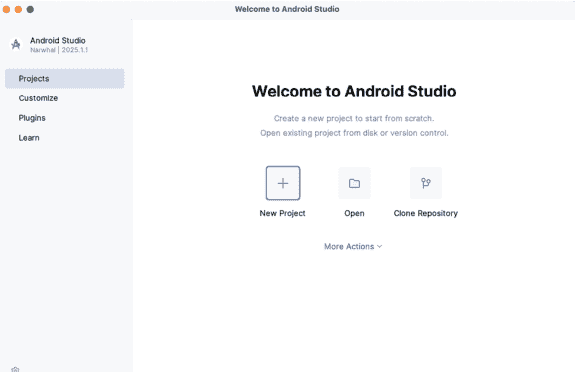 Welcome to Android Studio
Android Studio
Narwhal | 2025.1.1
Projects
Customize
Plugins
Learn
Welcome to Android Studio
Create a new project to start from scratch.
Open existing project from disk or version control.
New Project
Open
Clone Repository
More Actions